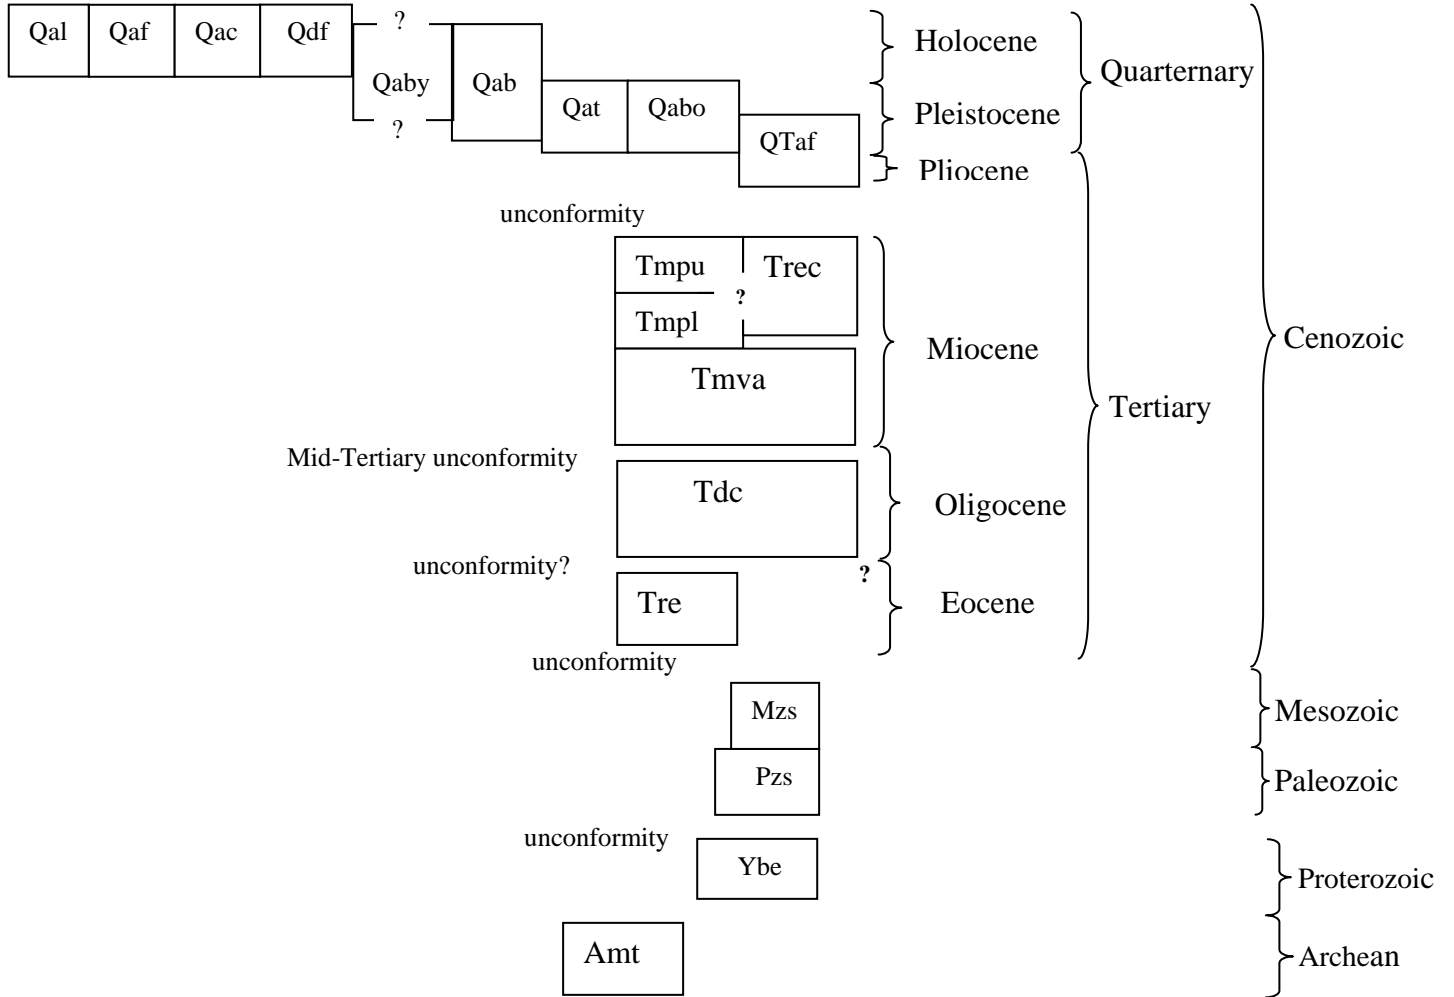 ?
Qal Qaf Qac Qdf
Holocene
Quarternary
Qaby Qab
Qat Qabo
Pleistocene
?
QTaf
Pliocene
unconformity
Tmpu Trec
?
Tmpl
Miocene
Cenozoic
Tmva
Tertiary
Mid-Tertiary unconformity
Tdc
Oligocene
unconformity?
?
Tre
Eocene
unconformity
Mzs
Mesozoic
Pzs
Paleozoic
unconformity
Ybe
Proterozoic
Amt
Archean